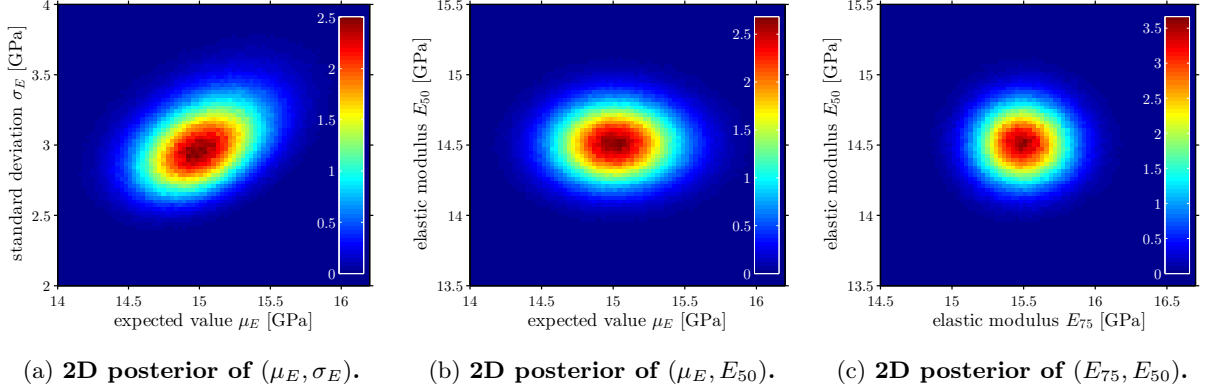 4
3.5
3
2.5
2
standard deviation σ_E [GPa]
2.5
2
1.5
1
0.5
0
14 14.5 15 15.5 16
expected value μ_E [GPa]
(a) 2D posterior of (μ_E, σ_E).
15.5
15
14.5
14
13.5
elastic modulus E_50 [GPa]
2.5
2
1.5
1
0.5
0
14 14.5 15 15.5 16
expected value μ_E [GPa]
(b) 2D posterior of (μ_E, E_50).
15.5
15
14.5
14
13.5
elastic modulus E_50 [GPa]
3.5
3
2.5
2
1.5
1
0.5
0
14.5 15 15.5 16 16.5
elastic modulus E_75 [GPa]
(c) 2D posterior of (E_75, E_50).